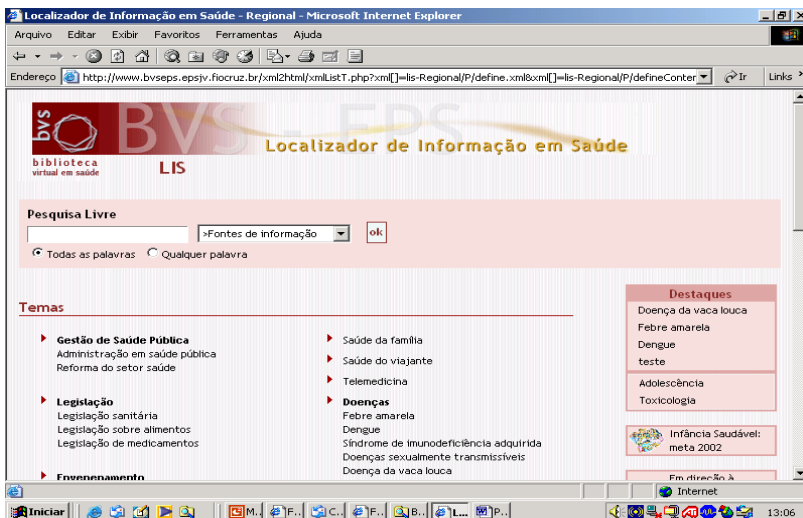 Localizador de Informação em Saúde - Regional - Microsoft Internet Explorer
Arquivo Editar Exibir Favoritos Ferramentas Ajuda
Endereço http://www.bvseps.epsjv.fiocruz.br/xml2html/xmlListT.php?xml[]=lis-Regional/P/define.xml&xml[]=lis-Regional/P/defineConter Ir Links
bvs
BVS - EPS
Localizador de Informação em Saúde
biblioteca
virtual em saúde
LIS
Pesquisa Livre
>Fontes de informação ok
Todas as palavras Qualquer palavra
Temas
Gestão de Saúde Pública
Administração em saúde pública
Reforma do setor saúde
Legislação
Legislação sanitária
Legislação sobre alimentos
Legislação de medicamentos
Envenenamento
Saúde da família
Saúde do viajante
Telemedicina
Doenças
Febre amarela
Dengue
Síndrome de imunodeficiência adquirida
Doenças sexualmente transmissíveis
Doença da vaca louca
Destaques
Doença da vaca louca
Febre amarela
Dengue
teste
Adolescência
Toxicologia
Infância Saudável:
meta 2002
Em direção à
Internet
Iniciar M.. F.. C.. F.. B.. L... P.. 13:06